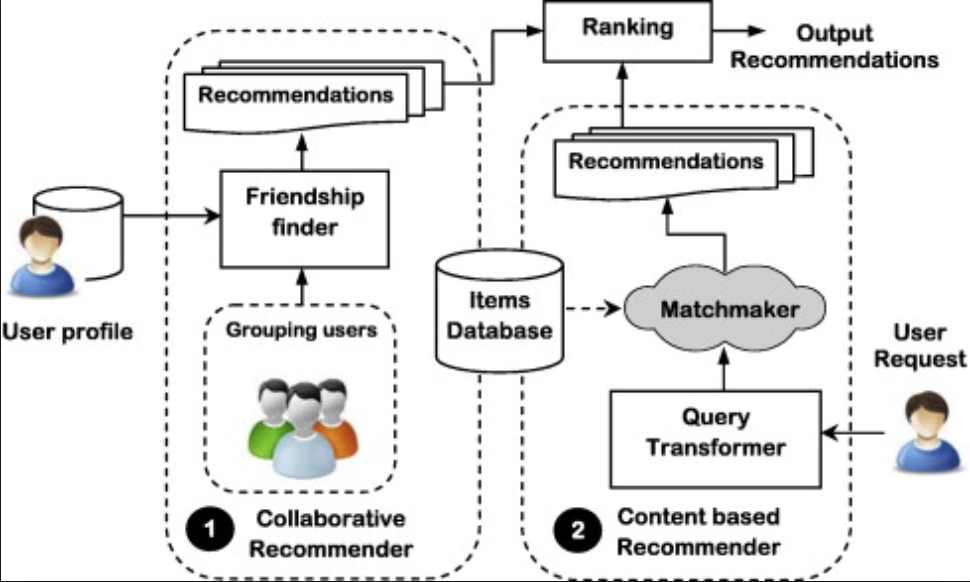 Ranking
Output
Recommendations
Recommendations
Recommendations
Friendship
finder
User profile
Grouping users
Items
Database
Matchmaker
User
Request
Query
Transformer
1
Collaborative
Recommender
2
Content based
Recommender